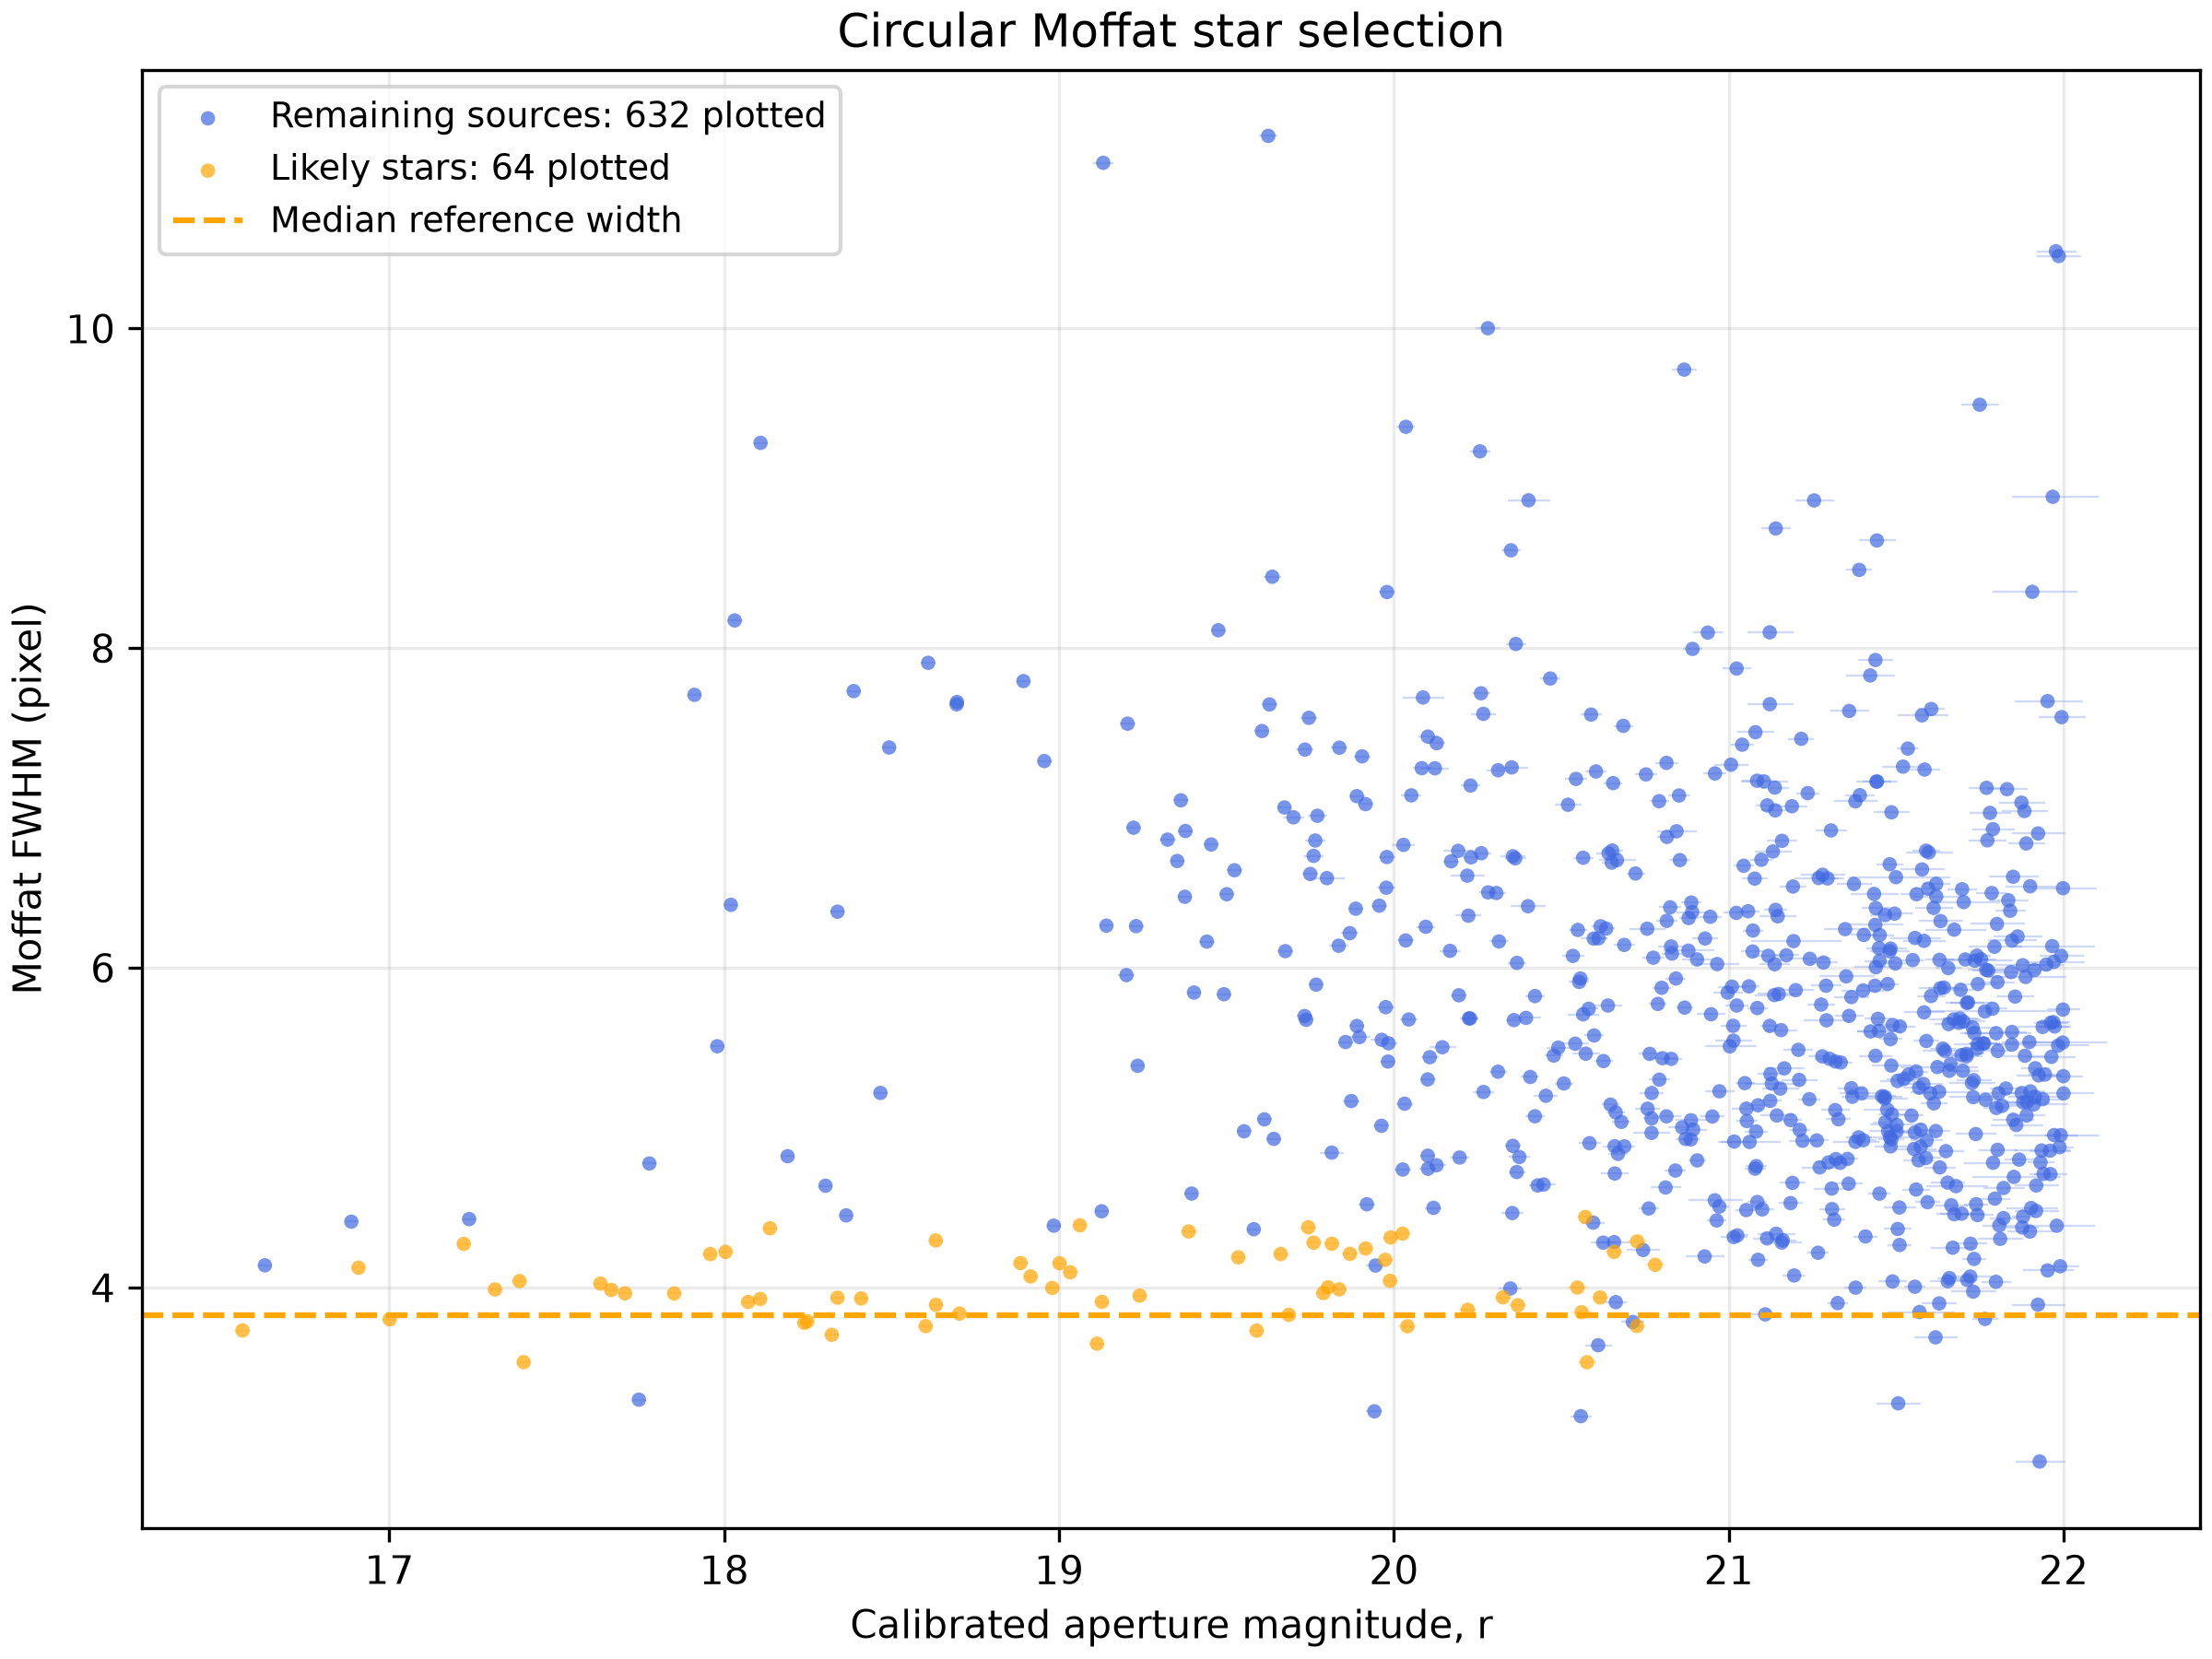 Circular Moffat star selection
Remaining sources: 632 plotted
Likely stars: 64 plotted
Median reference width
Moffat FWHM (pixel)
10
8
6
4
17 18 19 20 21 22
Calibrated aperture magnitude, r